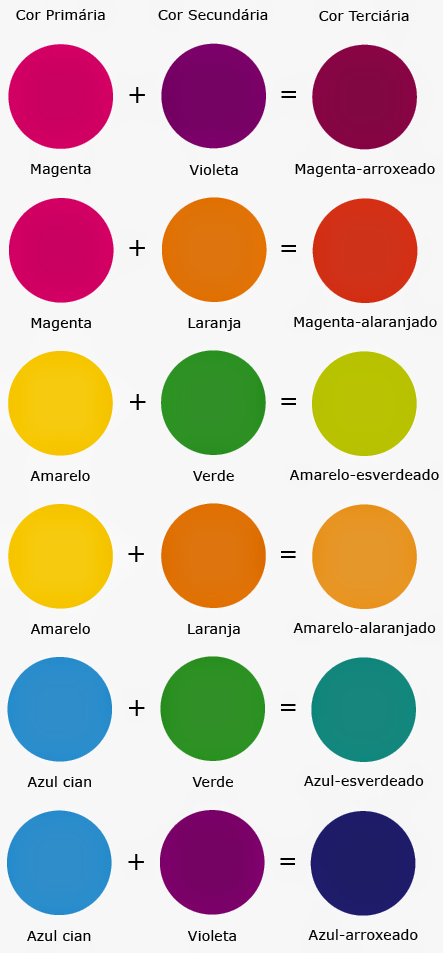 Cor Primária Cor Secundária Cor Terciária
+ =
Magenta Violeta Magenta-arroxeado
+ =
Magenta Laranja Magenta-alaranjado
+ =
Amarelo Verde Amarelo-esverdeado
+ =
Amarelo Laranja Amarelo-alaranjado
+ =
Azul cian Verde Azul-esverdeado
+ =
Azul cian Violeta Azul-arroxeado